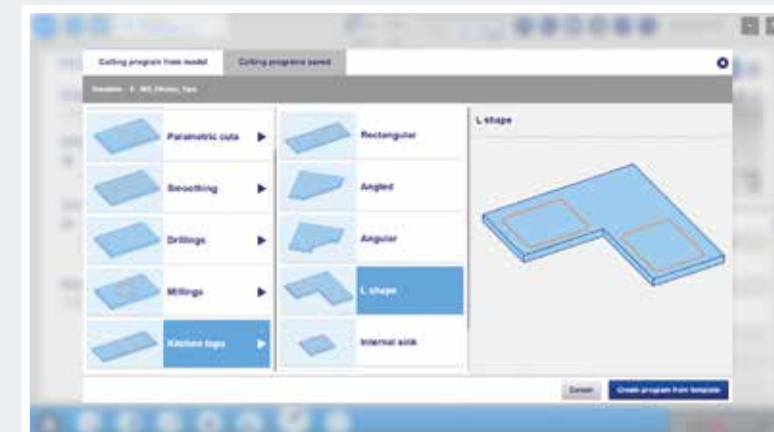 Cutting program from model
Cutting programs saved
Parametric cuts
Smoothing
Drillings
Millings
Kitchen tops
Rectangular
Angled
Angular
L shape
Internal sink
L shape
Cancel
Create program from template